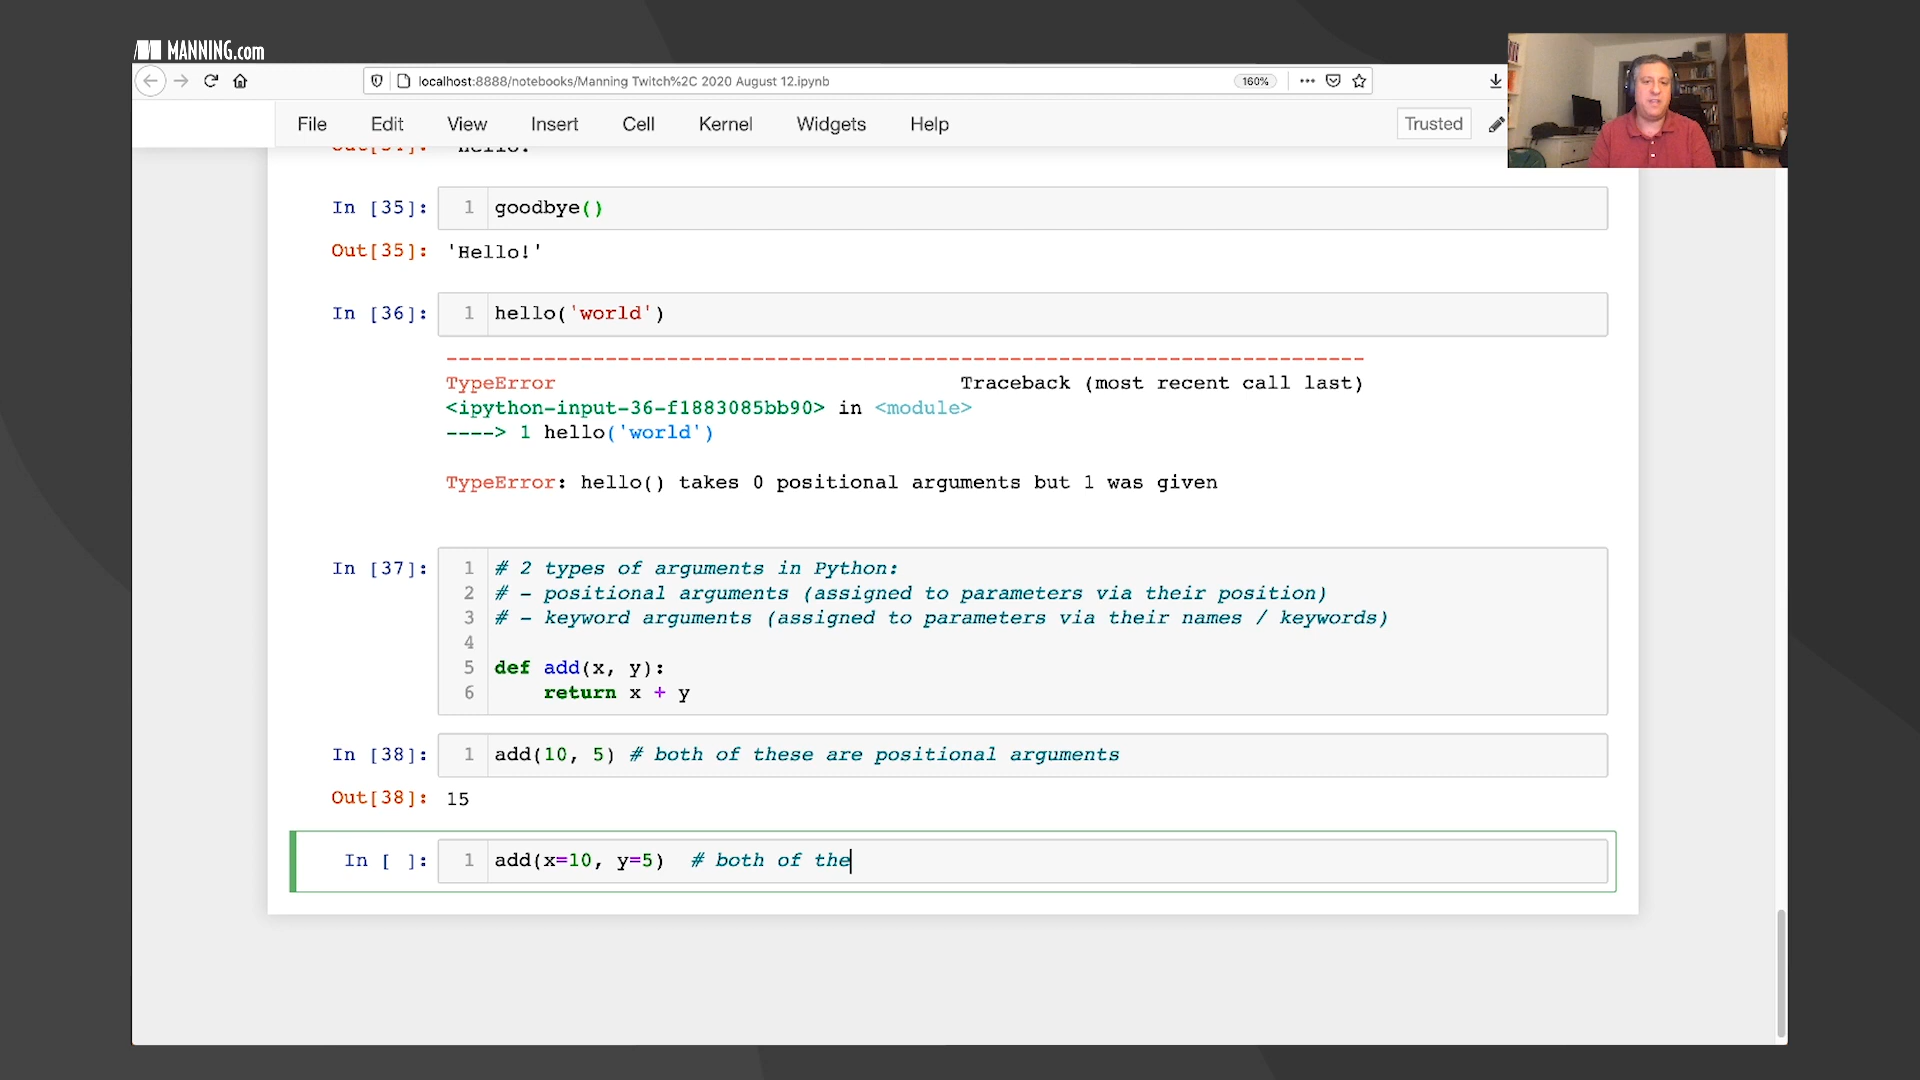 MANNING.com
localhost:8888/notebooks/Manning Twitch%2C 2020 August 12.ipynb
160%
File Edit View Insert Cell Kernel Widgets Help
Trusted
In [35]: 1 goodbye()
Out[35]: 'Hello!'
In [36]: 1 hello('world')
---------------------------------------------------------------------------
TypeError Traceback (most recent call last)
<ipython-input-36-f1883085bb90> in <module>
----> 1 hello('world')
TypeError: hello() takes 0 positional arguments but 1 was given
In [37]: 1 # 2 types of arguments in Python:
2 # - positional arguments (assigned to parameters via their position)
3 # - keyword arguments (assigned to parameters via their names / keywords)
4
5 def add(x, y):
6 return x + y
In [38]: 1 add(10, 5) # both of these are positional arguments
Out[38]: 15
In [ ]: 1 add(x=10, y=5)  # both of the